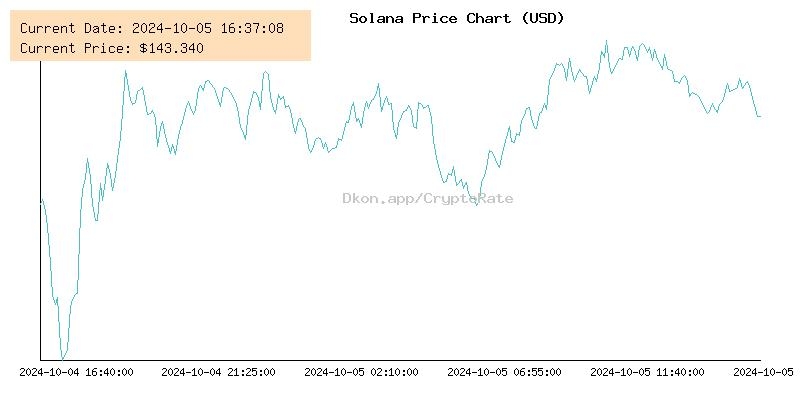 Solana Price Chart (USD)
Current Date: 2024-10-05 16:37:08
Current Price: $143.340
Dkon.app/CryptoRate
2024-10-04 16:40:00 2024-10-04 21:25:00 2024-10-05 02:10:00 2024-10-05 06:55:00 2024-10-05 11:40:00 2024-10-05